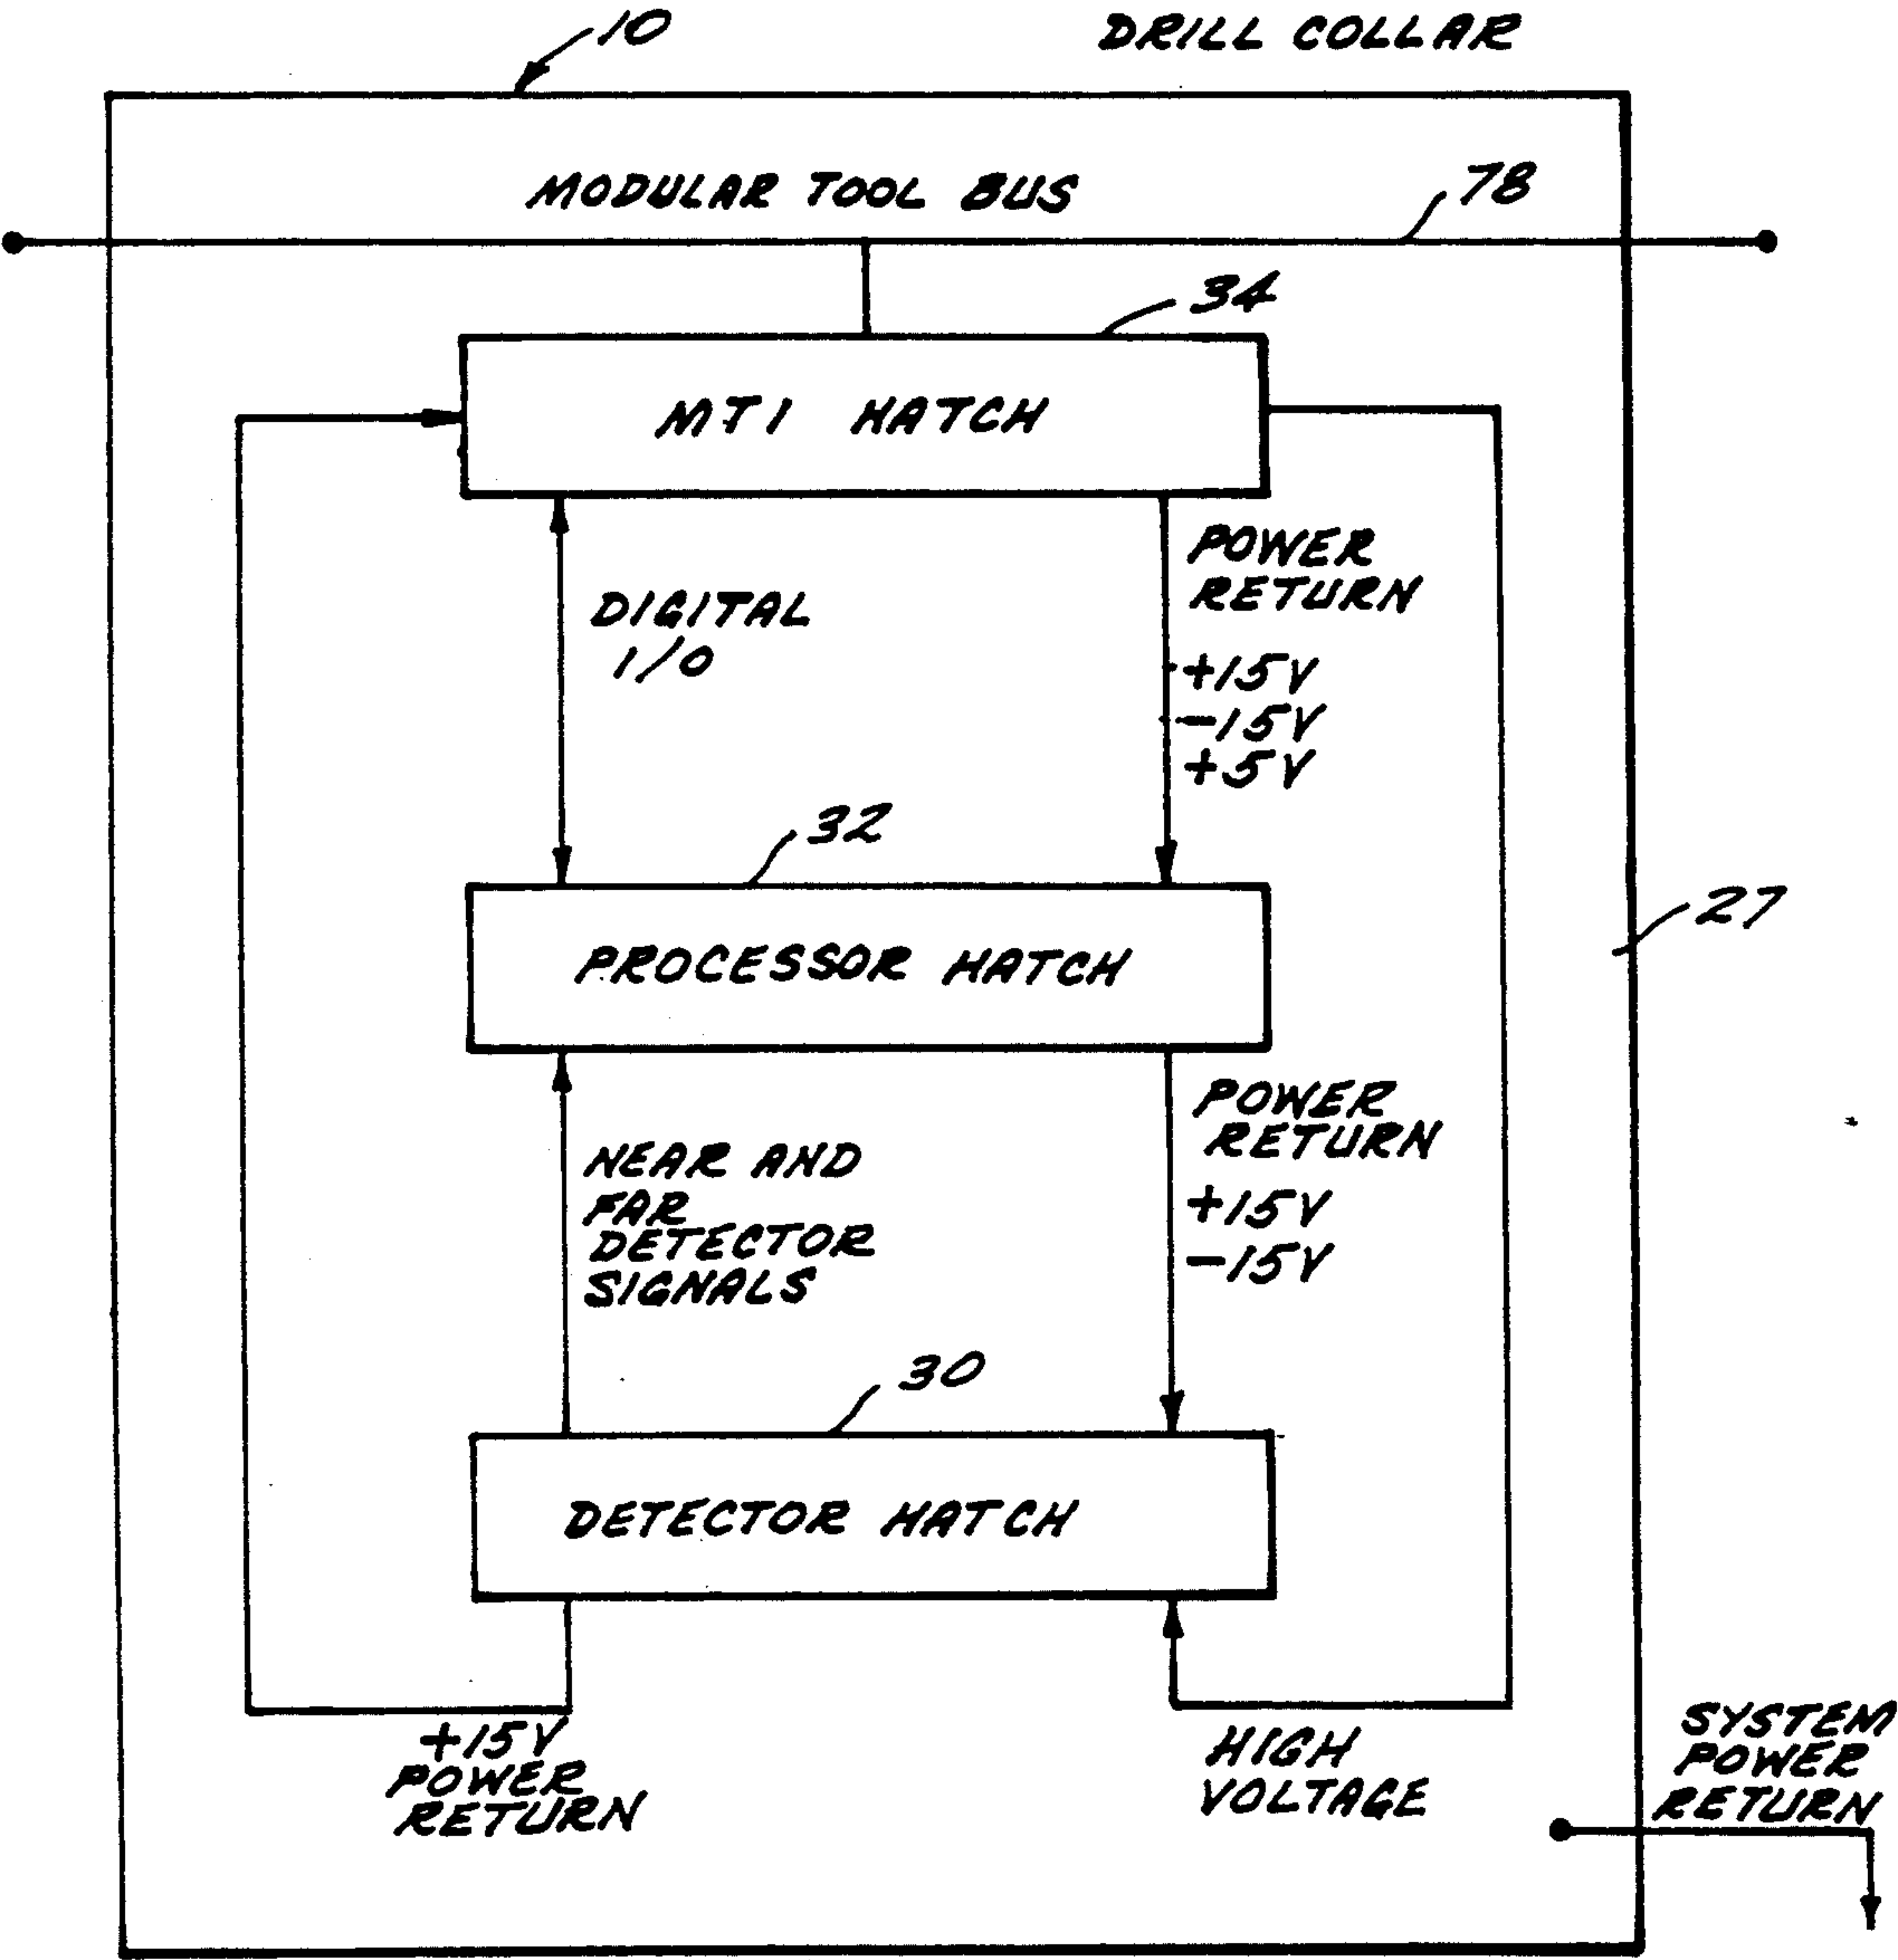 10
DRILL COLLAR
MODULAR TOOL BUS
78
34
MTI HATCH
POWER
RETURN
+15V
-15V
+5V
DIGITAL
I/O
32
PROCESSOR HATCH
27
POWER
RETURN
+15V
-15V
NEAR AND
FAR
DETECTOR
SIGNALS
30
DETECTOR HATCH
+15V
POWER
RETURN
HIGH
VOLTAGE
SYSTEM
POWER
RETURN